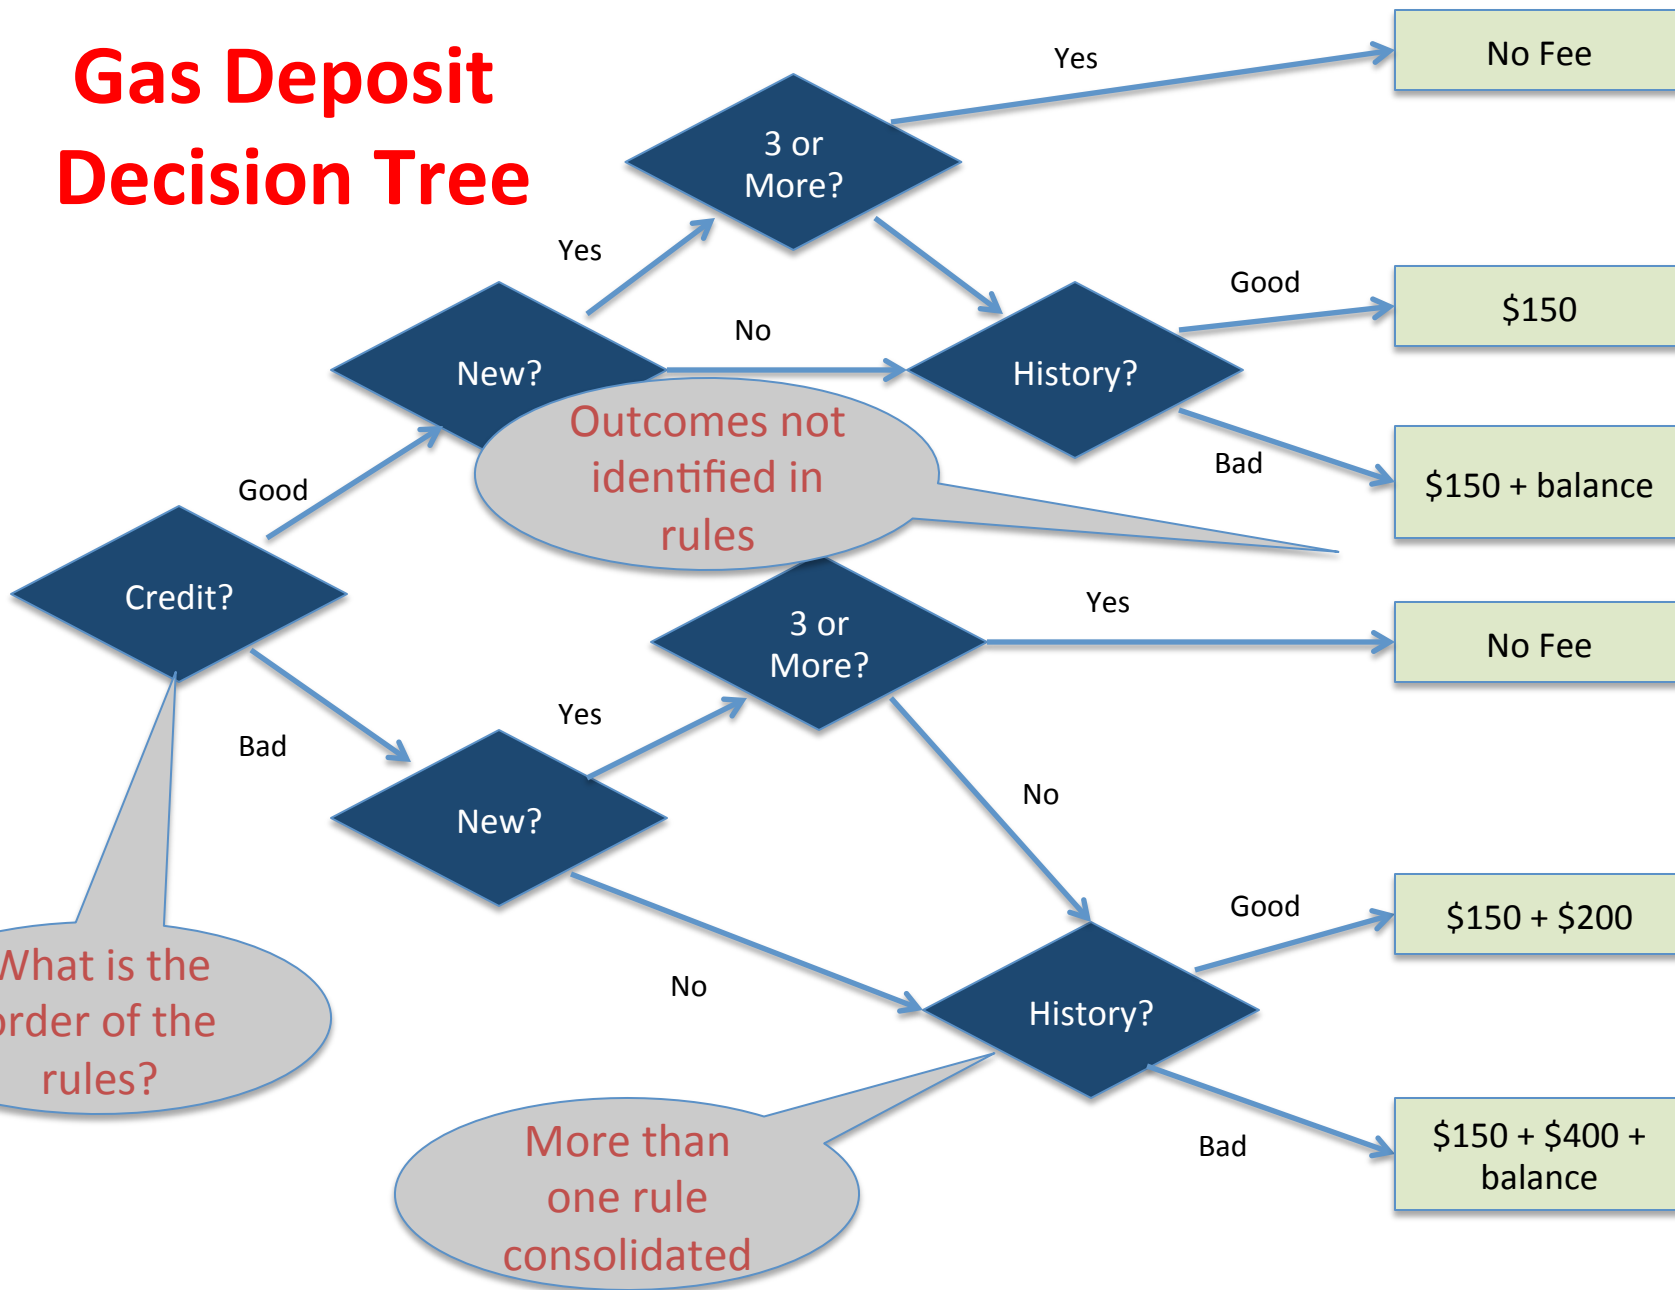 Gas Deposit
Decision Tree
Yes
No Fee
3 or
More?
Yes
Good
$150
No
New?
History?
Outcomes not
identified in
rules
Bad
$150 + balance
Good
Credit?
3 or
More?
Yes
No Fee
Yes
Bad
No
New?
Good
$150 + $200
What is the
order of the
rules?
No
History?
More than
one rule
consolidated
Bad
$150 + $400 +
balance